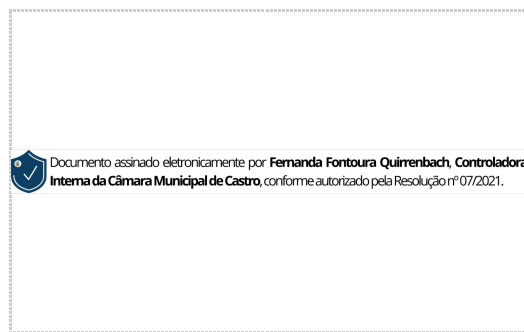 Documento assinado eletronicamente por Fernanda Fontoura Quirrenbach, Controladora
Interna da Câmara Municipal de Castro, conforme autorizado pela Resolução nº 07/2021.